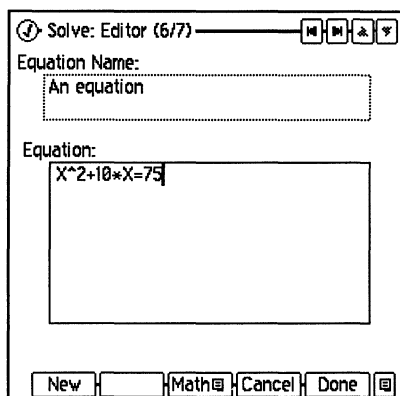 Solve: Editor (6/7)
Equation Name:
An equation
Equation:
X^2+10*X=75
New Math Cancel Done